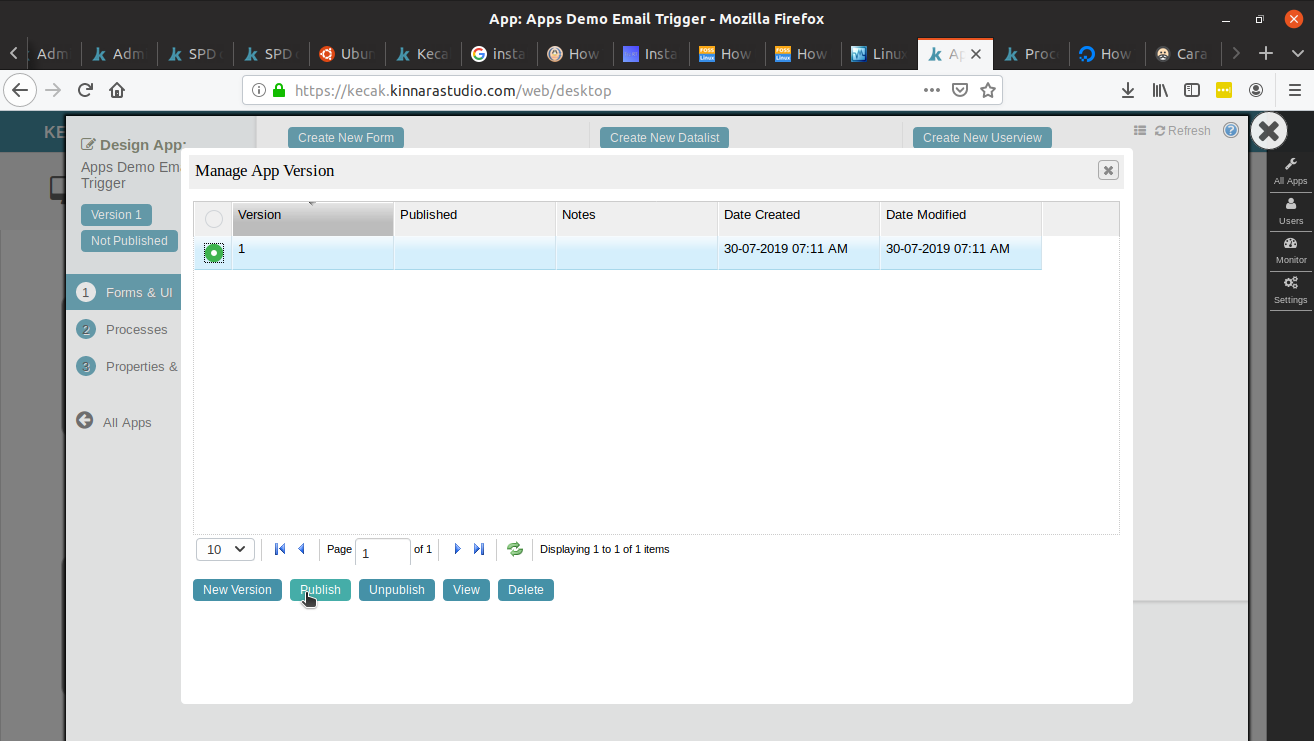 App: Apps Demo Email Trigger - Mozilla Firefox
Adm
Adm
SPD
SPD
Ubun
Keca
insta
How
Insta
How
How
Linux
Ap
Proc
How
Cara
https://kecak.kinnarastudio.com/web/desktop
KE
Design App:
Apps Demo Em
Trigger
Version 1
Not Published
1 Forms & UI
2 Processes
3 Properties &
All Apps
Create New Form
Create New Datalist
Create New Userview
Refresh
All Apps
Users
Monitor
Settings
Manage App Version
Version Published Notes Date Created Date Modified
1 30-07-2019 07:11 AM 30-07-2019 07:11 AM
10 Page 1 of 1 Displaying 1 to 1 of 1 items
New Version Publish Unpublish View Delete